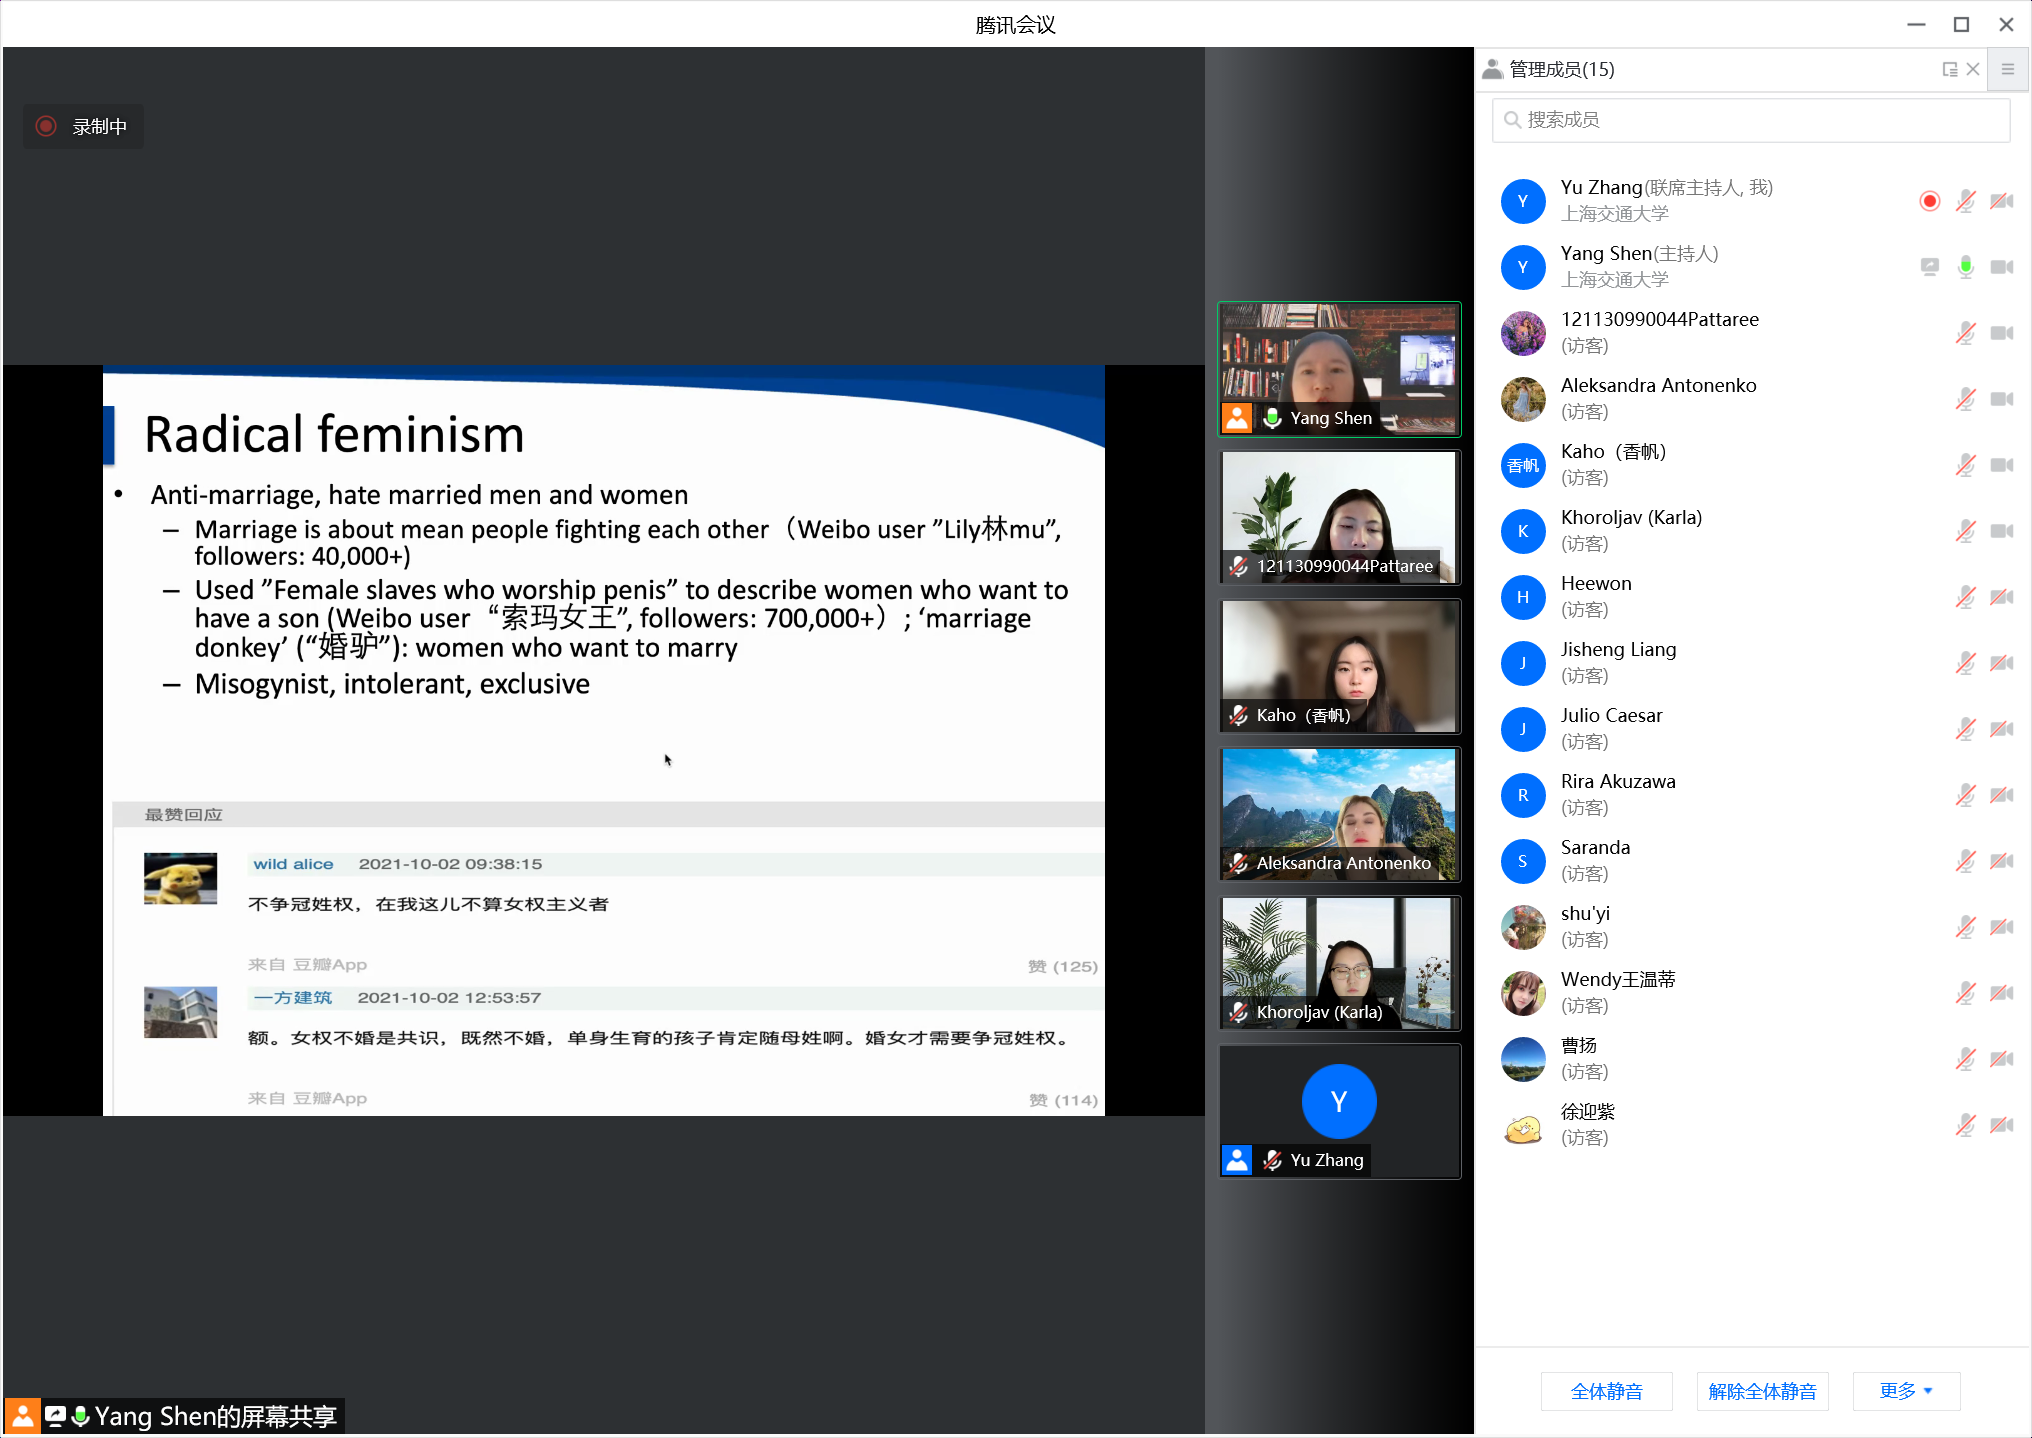 腾讯会议
录制中
Radical feminism
• Anti-marriage, hate married men and women
– Marriage is about mean people fighting each other（Weibo user ”Lily林mu”,
followers: 40,000+)
– Used ”Female slaves who worship penis” to describe women who want to
have a son (Weibo user “索玛女王”, followers: 700,000+）; ‘marriage
donkey’ (“婚驴”): women who want to marry
– Misogynist, intolerant, exclusive
最赞回应
wild alice 2021-10-02 09:38:15
不争冠姓权，在我这儿不算女权主义者
来自 豆瓣App
赞 (125)
一方建筑 2021-10-02 12:53:57
额。女权不婚是共识，既然不婚，单身生育的孩子肯定随母姓啊。婚女才需要争冠姓权。
来自 豆瓣App
赞 (114)
Yang Shen的屏幕共享
Yang Shen
121130990044Pattaree
Kaho（香帆）
Aleksandra Antonenko
Khoroljav (Karla)
Y
Yu Zhang
管理成员(15)
搜索成员
Y
Yu Zhang(联席主持人, 我)
上海交通大学
Y
Yang Shen(主持人)
上海交通大学
121130990044Pattaree
(访客)
Aleksandra Antonenko
(访客)
香帆
Kaho（香帆）
(访客)
K
Khoroljav (Karla)
(访客)
H
Heewon
(访客)
J
Jisheng Liang
(访客)
J
Julio Caesar
(访客)
R
Rira Akuzawa
(访客)
S
Saranda
(访客)
shu'yi
(访客)
Wendy王温蒂
(访客)
曹扬
(访客)
徐迎紫
(访客)
全体静音
解除全体静音
更多